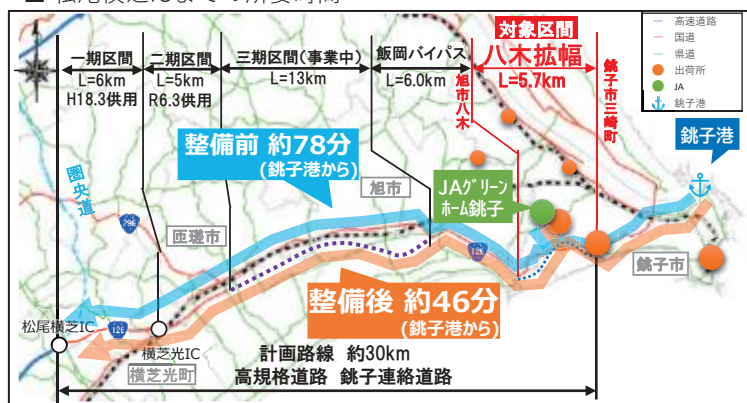 ■ 松尾横芝ICまでの所要時間
一期区間
L=6km
H18.3供用
二期区間
L=5km
R6.3供用
三期区間(事業中)
L=13km
飯岡バイパス
L=6.0km
対象区間
八木拡幅
L=5.7km
旭市八木
銚子市三崎町
高速道路
国道
県道
出荷所
JA
銚子港
銚子港
整備前 約78分
(銚子港から)
圏央道
旭市
JAグリーン
ホーム銚子
296
匝瑳市
126
銚子市
整備後 約46分
(銚子港から)
松尾横芝IC
126
横芝光IC
横芝光町
計画路線 約30km
高規格道路 銚子連絡道路